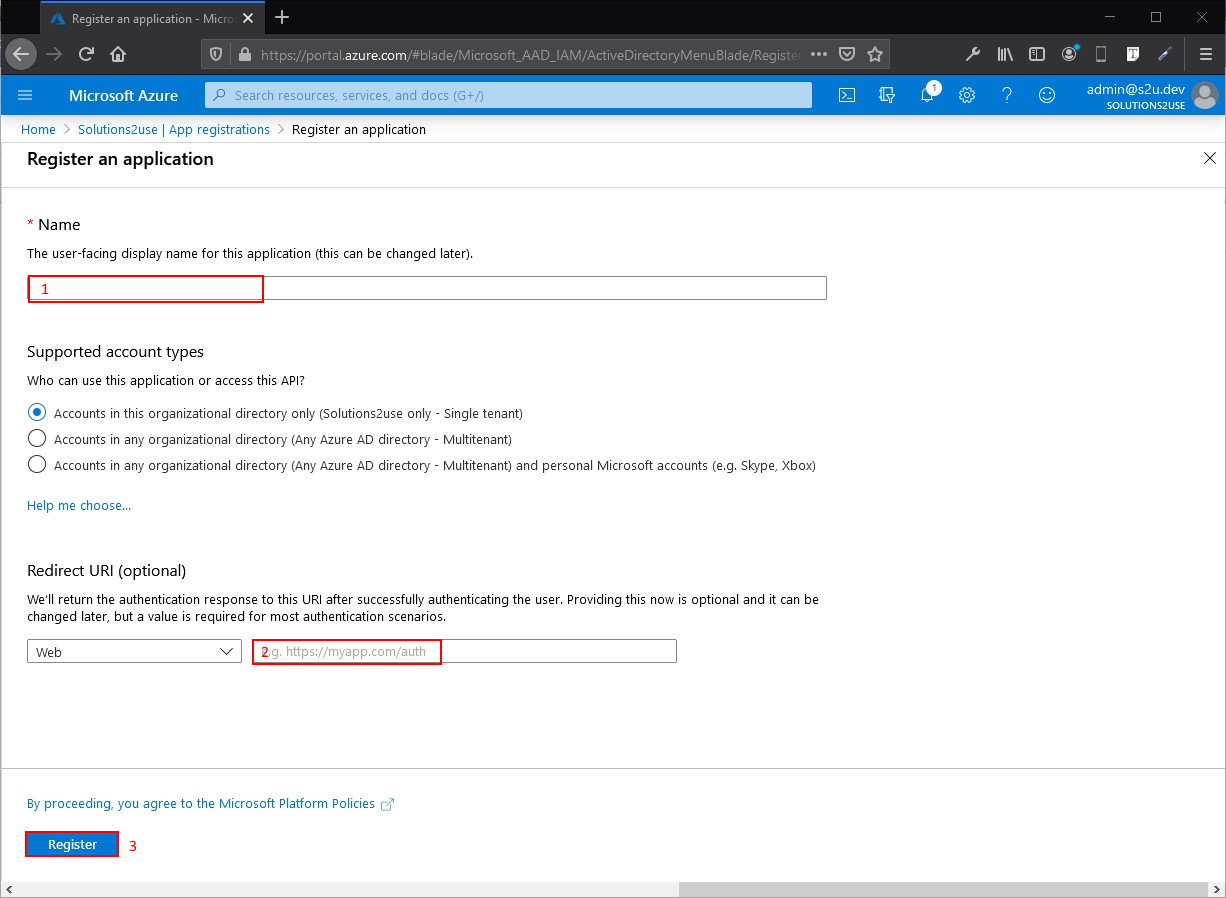 Register an application - Micro
https://portal.azure.com/#blade/Microsoft_AAD_IAM/ActiveDirectoryMenuBlade/Register
Microsoft Azure
Search resources, services, and docs (G+/)
1
admin@s2u.dev
SOLUTIONS2USE
Home > Solutions2use | App registrations > Register an application
Register an application
* Name
The user-facing display name for this application (this can be changed later).
1
Supported account types
Who can use this application or access this API?
Accounts in this organizational directory only (Solutions2use only - Single tenant)
Accounts in any organizational directory (Any Azure AD directory - Multitenant)
Accounts in any organizational directory (Any Azure AD directory - Multitenant) and personal Microsoft accounts (e.g. Skype, Xbox)
Help me choose...
Redirect URI (optional)
We'll return the authentication response to this URI after successfully authenticating the user. Providing this now is optional and it can be
changed later, but a value is required for most authentication scenarios.
Web
2
e.g. https://myapp.com/auth
By proceeding, you agree to the Microsoft Platform Policies
Register
3